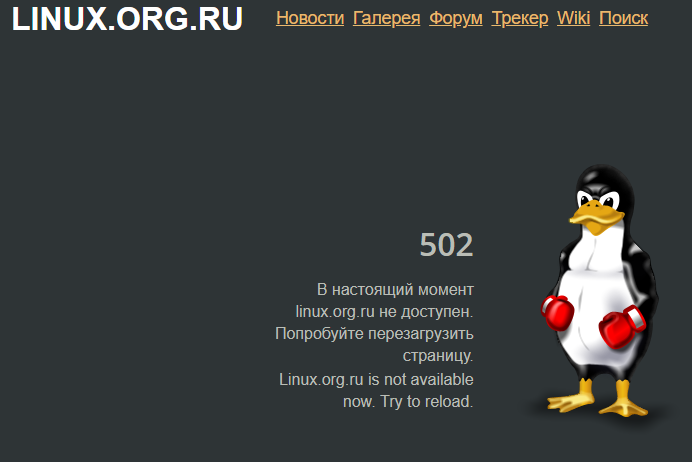 LINUX.ORG.RU
Новости Галерея Форум Трекер Wiki Поиск
502
В настоящий момент
linux.org.ru не доступен.
Попробуйте перезагрузить
страницу.
Linux.org.ru is not available
now. Try to reload.